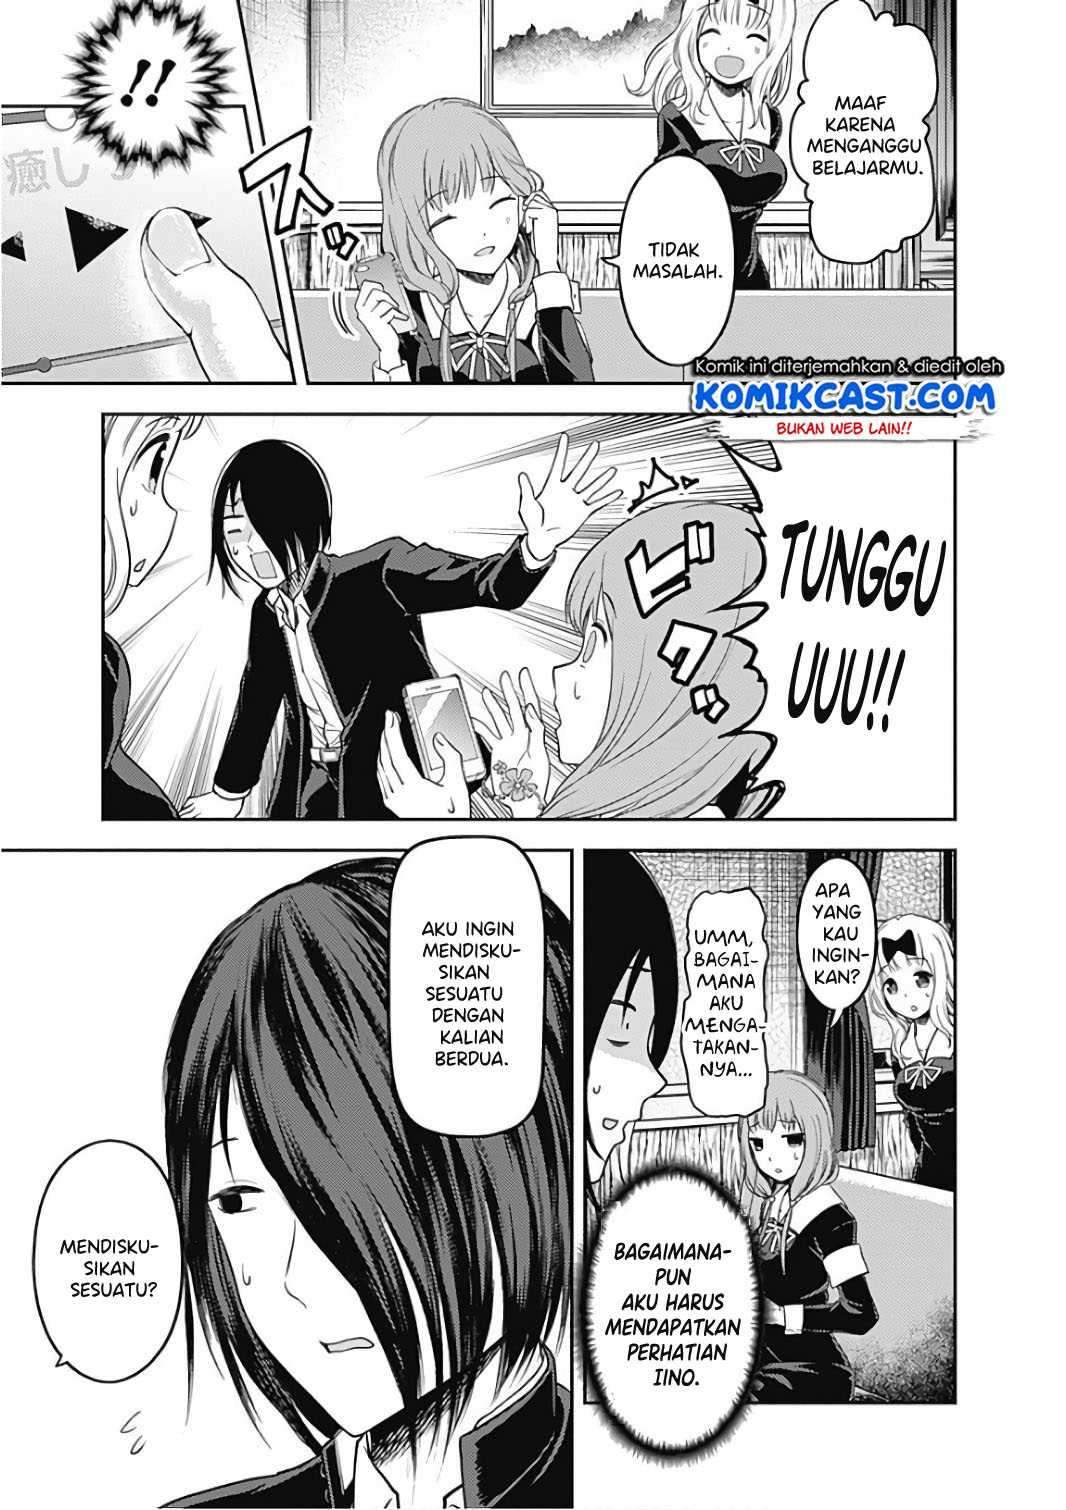 MAAF
KARENA
MENGANGGU
BELAJARMU.
TIDAK
MASALAH.
スッ
!!
癒し
Komik ini diterjemahkan & diedit oleh
KOMIKCAST.COM
BUKAN WEB LAIN!!
TUNGGU
UUU!!
ビクッ
APA
YANG
KAU
INGIN-
KAN?
UMM,
BAGAI-
MANA
AKU
MENGA-
TAKAN-
NYA...
BAGAIMANA-
PUN
AKU HARUS
MENDAPATKAN
PERHATIAN
IINO.
AKU INGIN
MENDISKU-
SIKAN
SESUATU
DENGAN
KALIAN
BERDUA.
MENDISKU-
SIKAN
SESUATU?